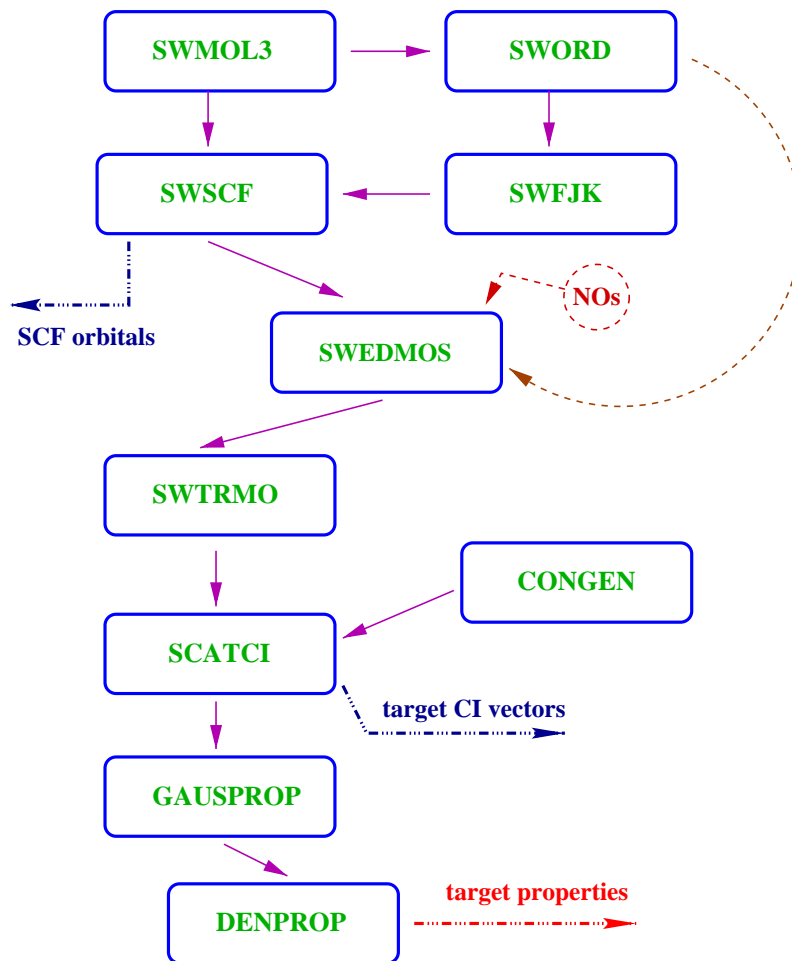 SWMOL3
SWORD
SWSCF
SWFJK
NOs
SCF orbitals
SWEDMOS
SWTRMO
CONGEN
SCATCI
target CI vectors
GAUSPROP
target properties
DENPROP